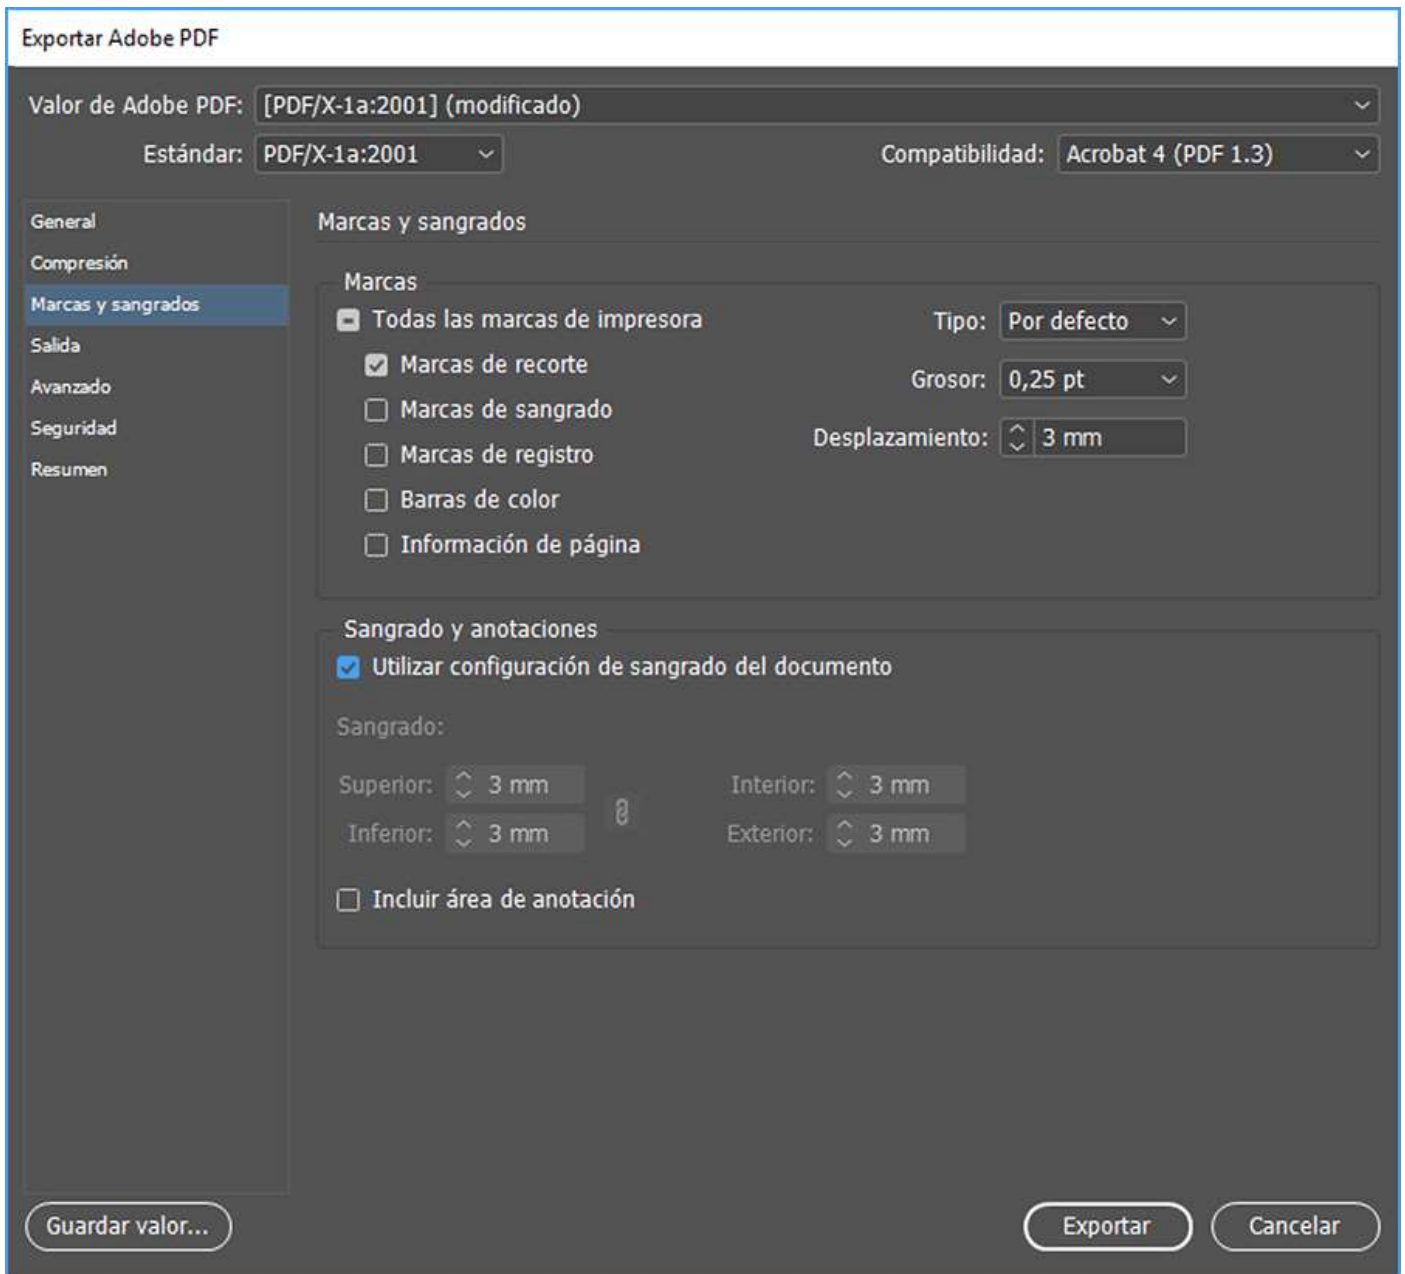 Exportar Adobe PDF
Valor de Adobe PDF: [PDF/X-1a:2001] (modificado)
Estándar: PDF/X-1a:2001 Compatibilidad: Acrobat 4 (PDF 1.3)
General
Compresión
Marcas y sangrados
Salida
Avanzado
Seguridad
Resumen
Marcas y sangrados
Marcas
Todas las marcas de impresora
Marcas de recorte
Marcas de sangrado
Marcas de registro
Barras de color
Información de página
Tipo: Por defecto
Grosor: 0,25 pt
Desplazamiento: 3 mm
Sangrado y anotaciones
Utilizar configuración de sangrado del documento
Sangrado:
Superior: 3 mm Interior: 3 mm
Inferior: 3 mm Exterior: 3 mm
Incluir área de anotación
Guardar valor... Exportar Cancelar